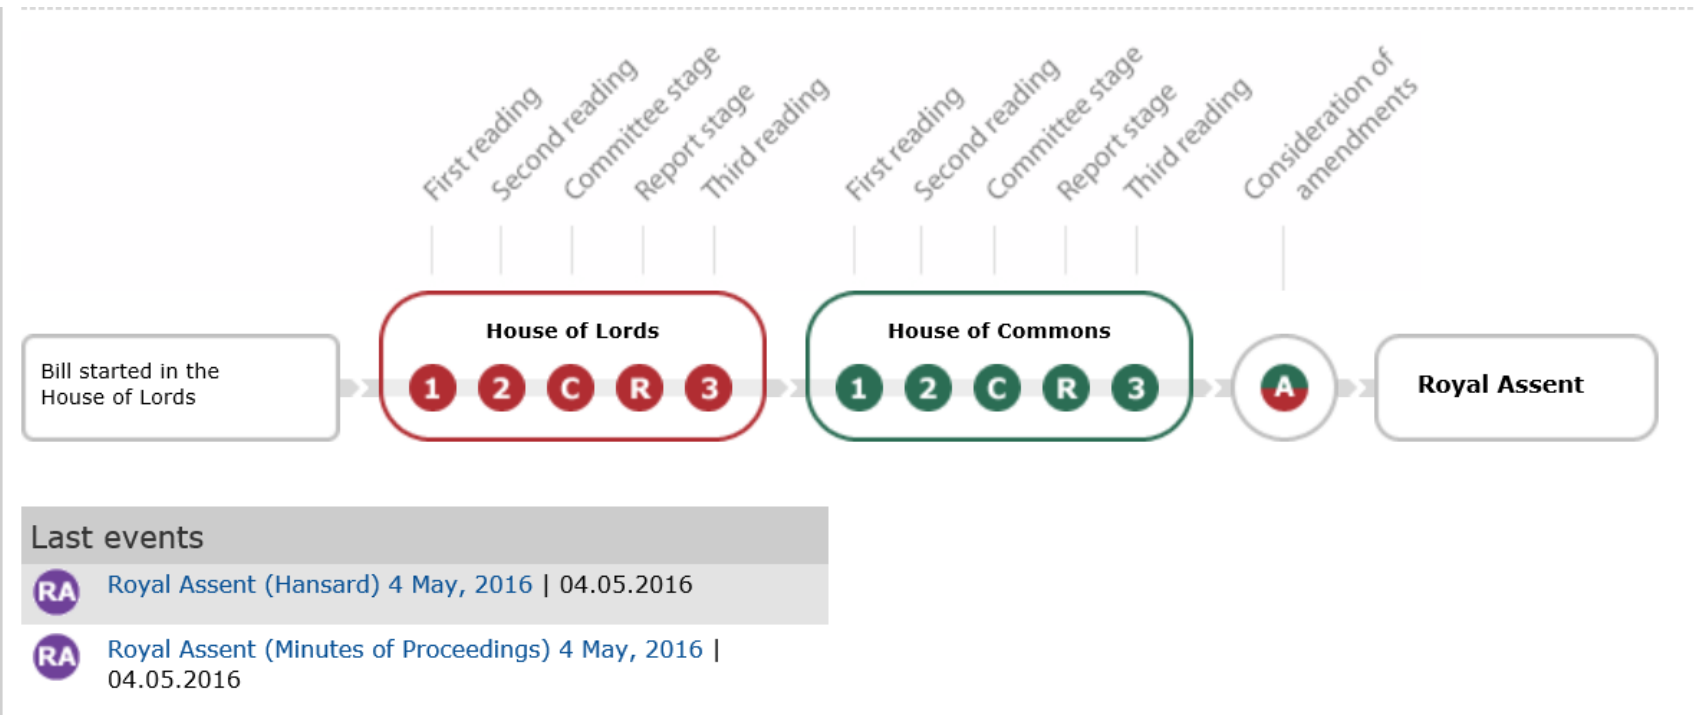 First reading
Second reading
Committee stage
Report stage
Third reading
First reading
Second reading
Committee stage
Report stage
Third reading
Consideration of
amendments
Bill started in the
House of Lords
House of Lords
1 2 C R 3
House of Commons
1 2 C R 3
A
Royal Assent
Last events
RA Royal Assent (Hansard) 4 May, 2016 | 04.05.2016
RA Royal Assent (Minutes of Proceedings) 4 May, 2016 |
04.05.2016